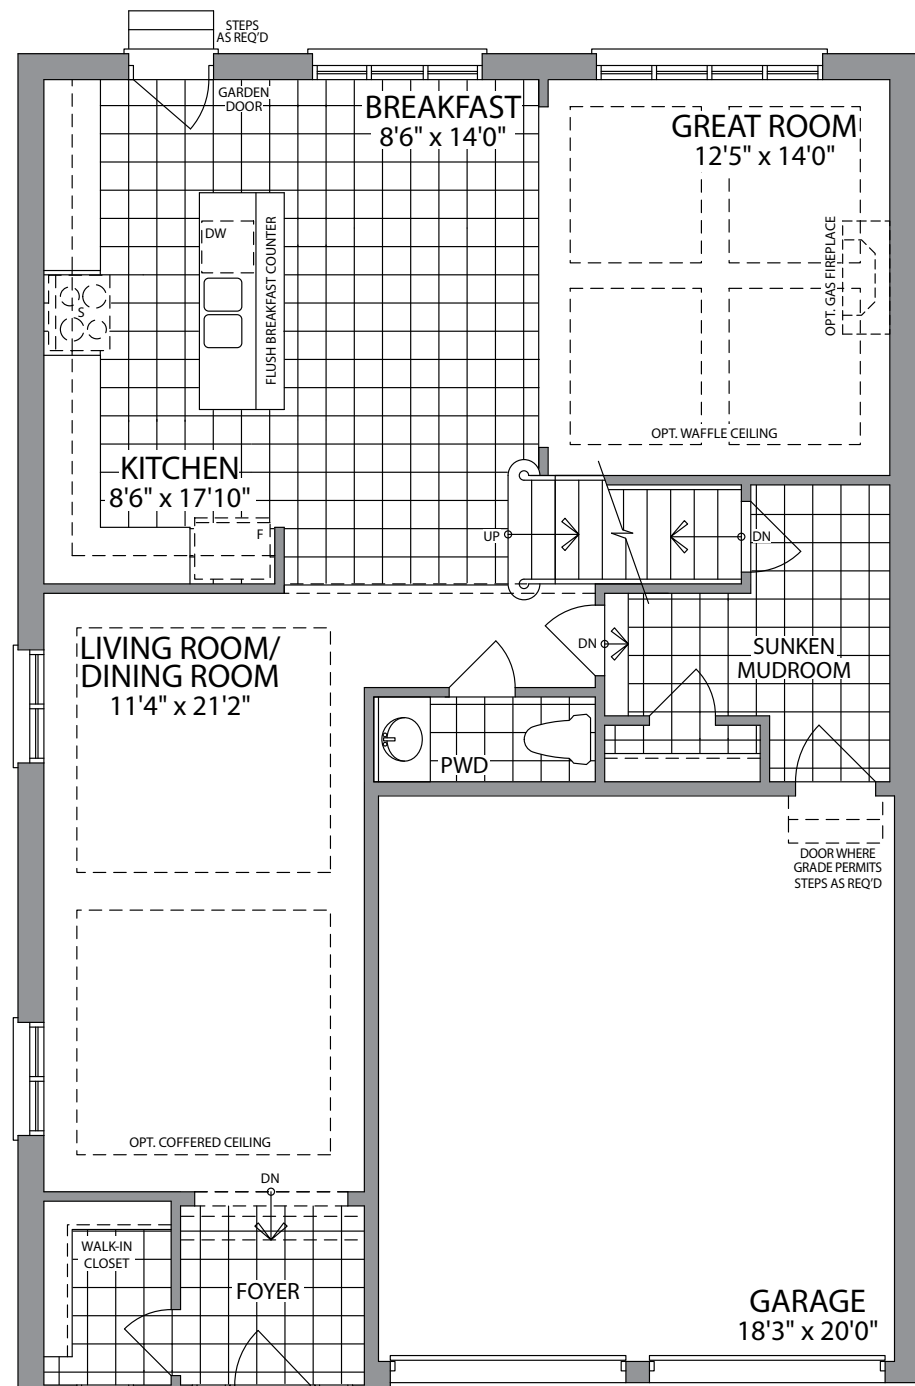 STEPS
AS REQ'D
GARDEN
DOOR
BREAKFAST
8'6" x 14'0"
GREAT ROOM
12'5" x 14'0"
DW
FLUSH BREAKFAST COUNTER
S
OPT. GAS FIREPLACE
OPT. WAFFLE CEILING
KITCHEN
8'6" x 17'10"
F
UP
DN
LIVING ROOM/
DINING ROOM
11'4" x 21'2"
DN
SUNKEN
MUDROOM
PWD
DOOR WHERE
GRADE PERMITS
STEPS AS REQ'D
OPT. COFFERED CEILING
DN
WALK-IN
CLOSET
FOYER
GARAGE
18'3" x 20'0"